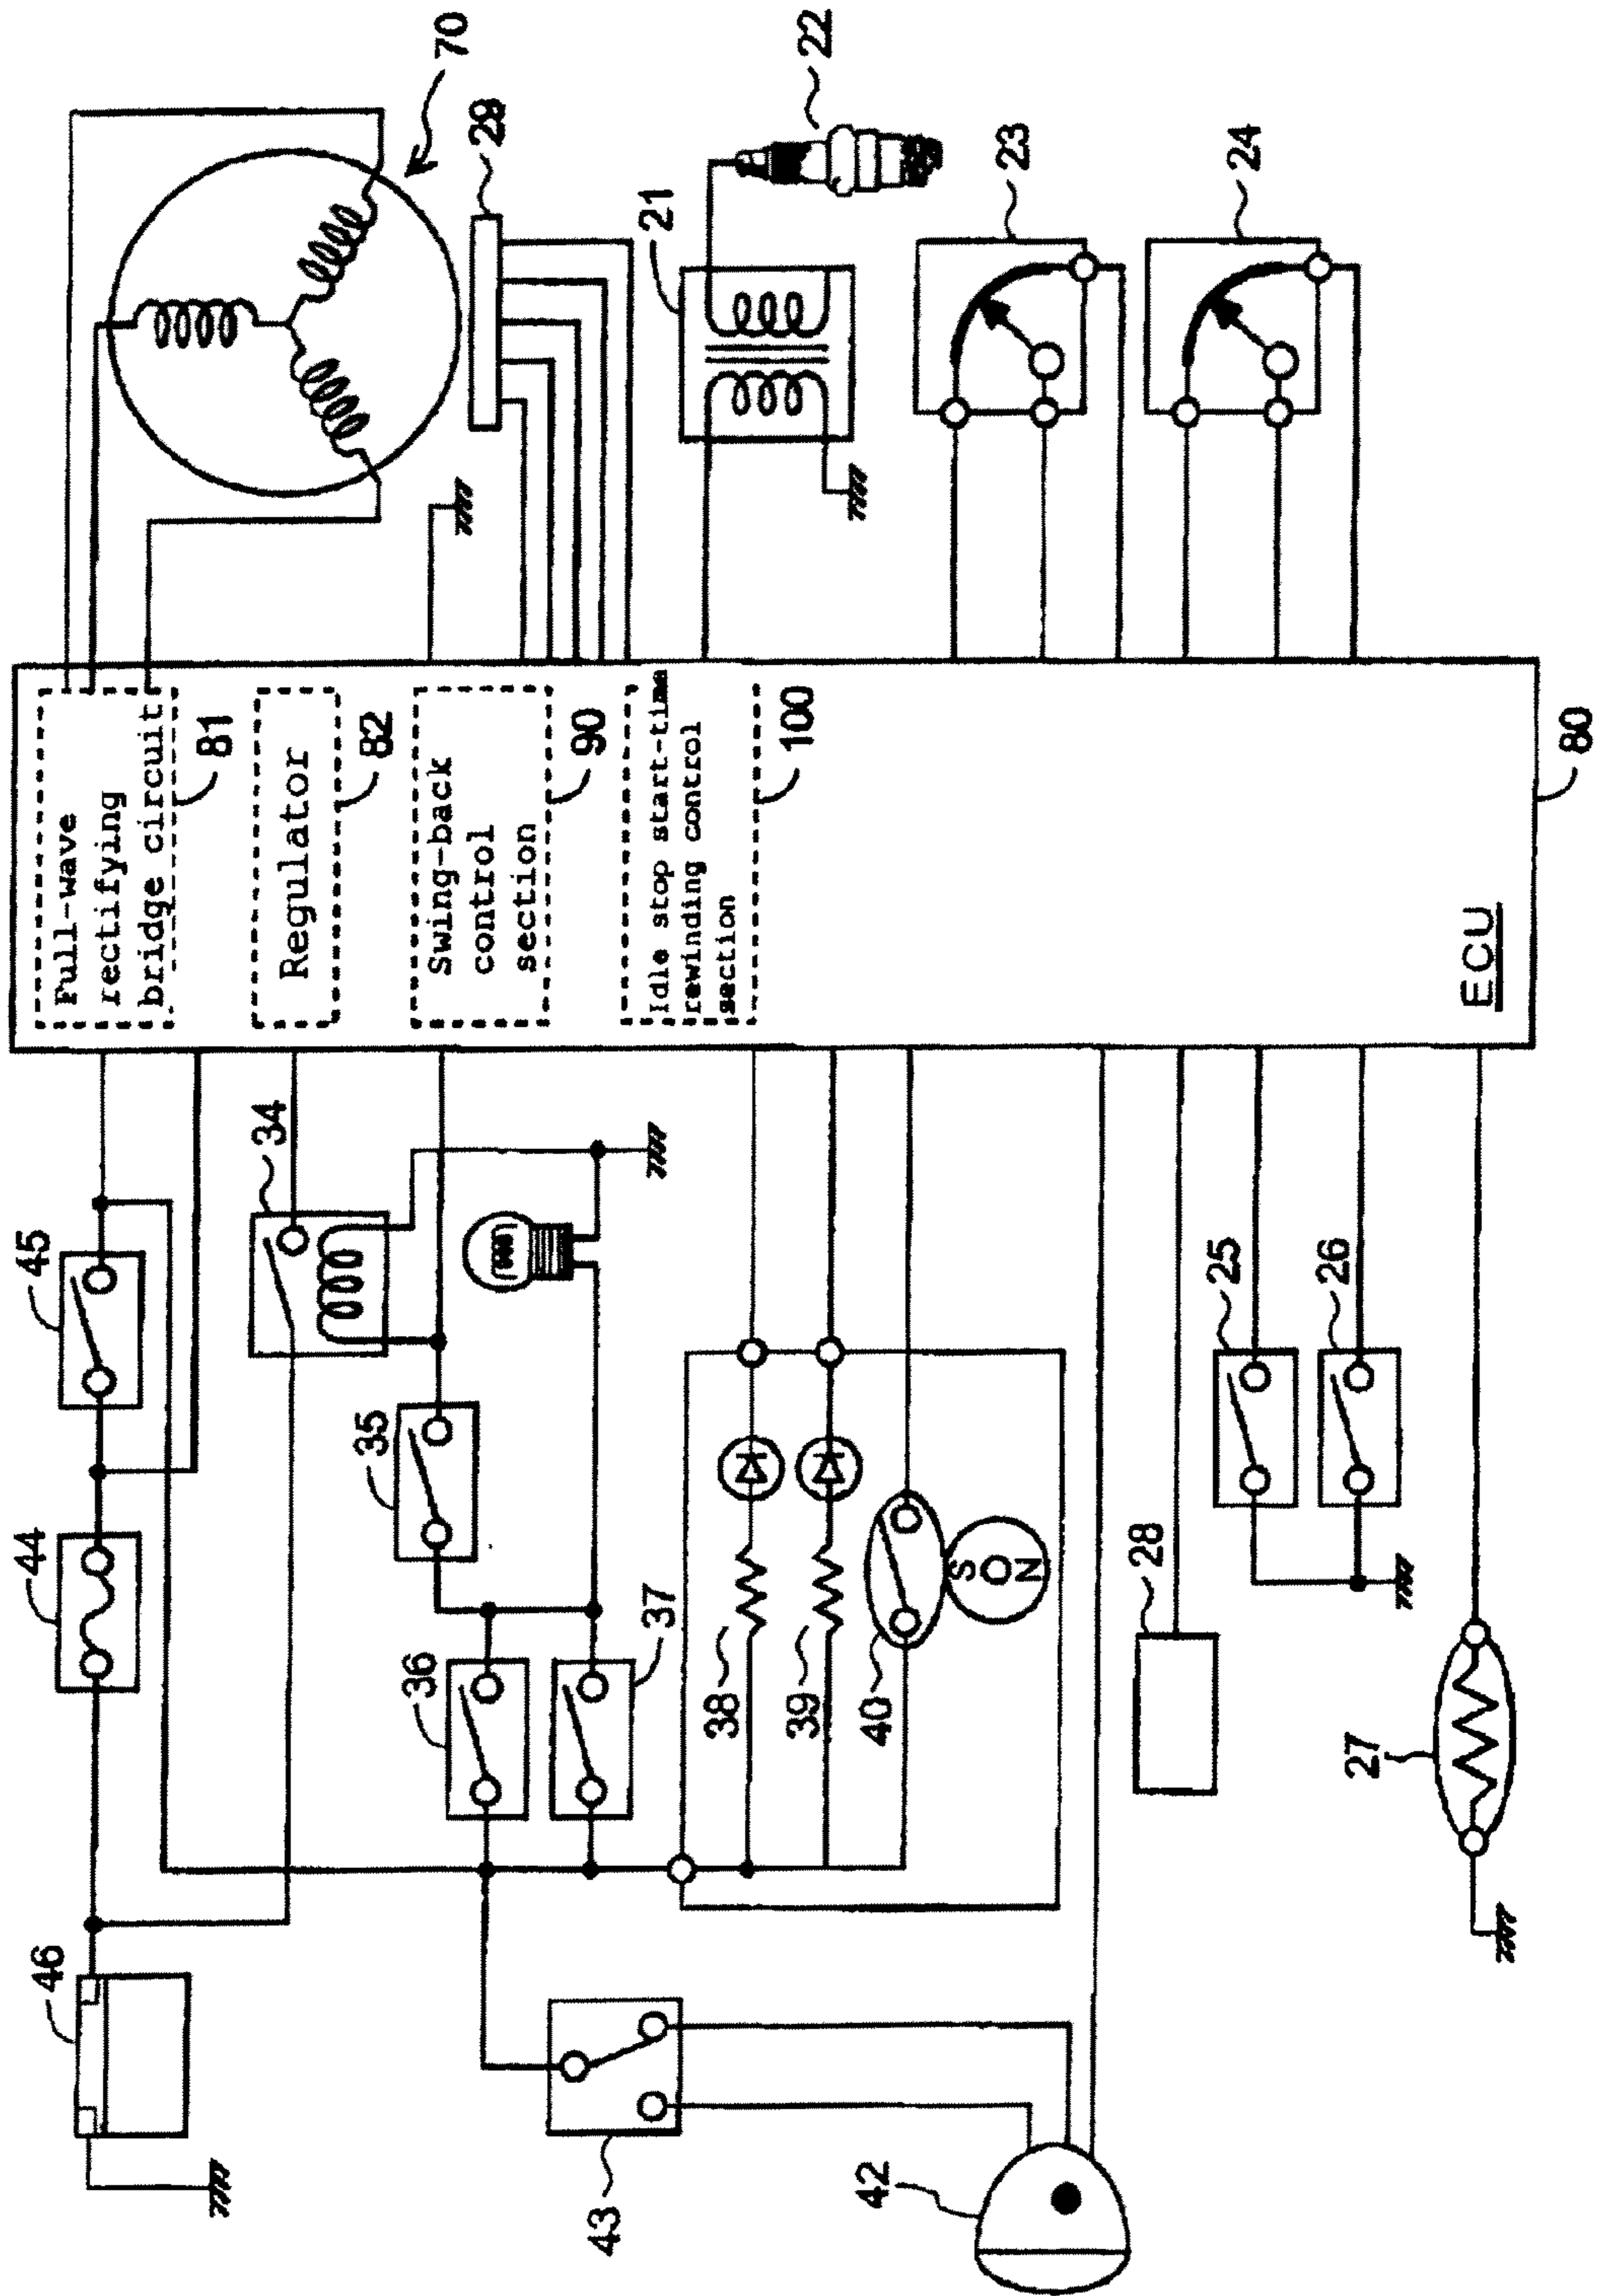 46
44
45
Full-wave
rectifying
bridge circuit
81
70
34
Regulator
82
29
35
36
37
Swing-back
control
section
90
21
22
38
39
40
S
N
Idle stop start-time
rewinding control
section
100
43
42
23
28
25
24
27
26
ECU
80